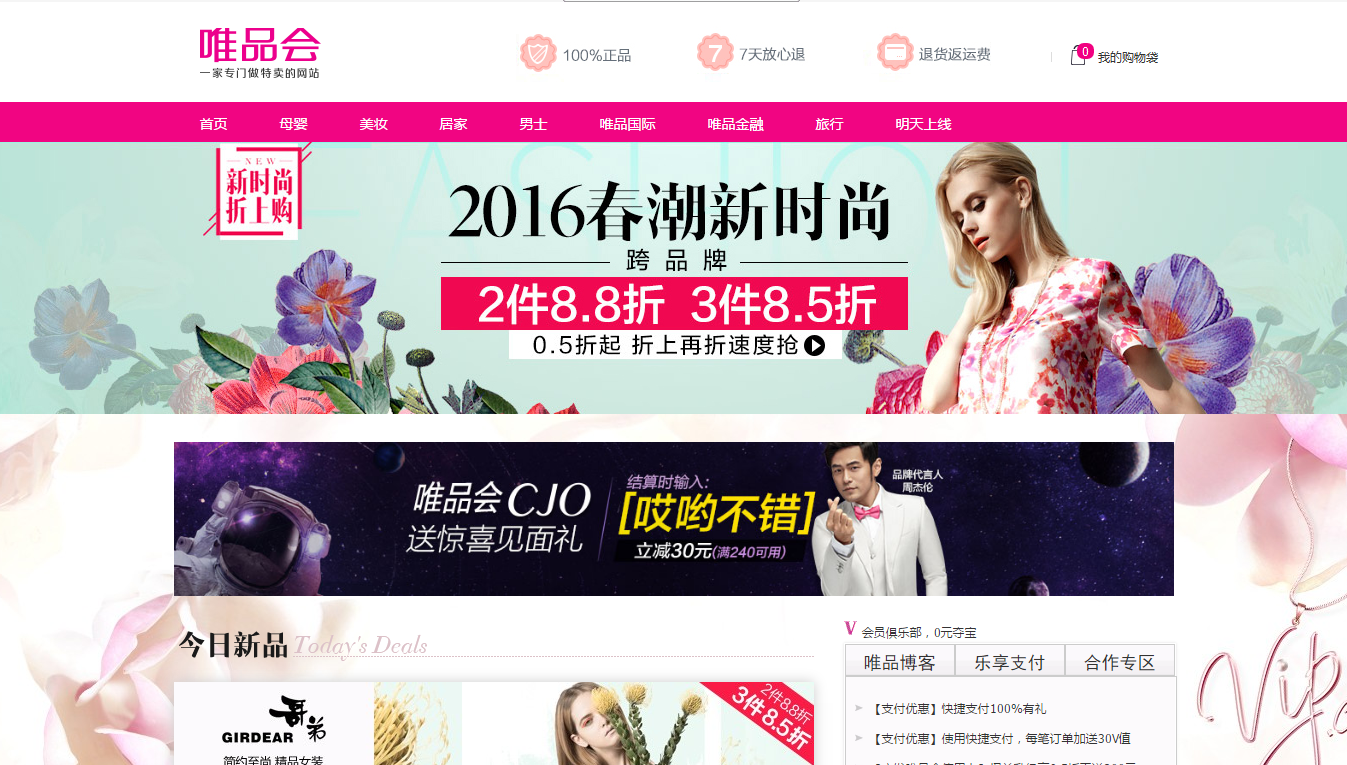 唯品会
一家专门做特卖的网站
100%正品
7 7天放心退
退货返运费
0 我的购物袋
首页 母婴 美妆 居家 男士 唯品国际 唯品金融 旅行 明天上线
FASHION
NEW
新时尚
折上购
2016春潮新时尚
跨品牌
2件8.8折 3件8.5折
0.5折起 折上再折速度抢
唯品会CJO
送惊喜见面礼
结算时输入:
[哎哟不错]
立减30元(满240可用)
品牌代言人
周杰伦
今日新品 Today's Deals
哥弟
GIRDEAR
简约至尚 精品女装
2件8.8折
3件8.5折
V 会员俱乐部，0元夺宝
唯品博客 乐享支付 合作专区
【支付优惠】快捷支付100%有礼
【支付优惠】使用快捷支付，每笔订单加送30V值
Vip.